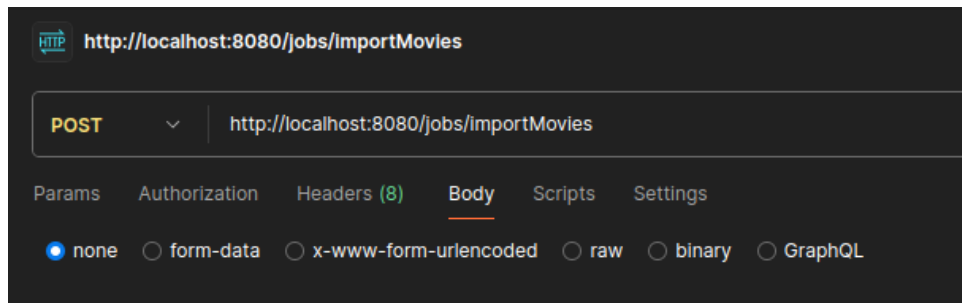 HTTP http://localhost:8080/jobs/importMovies
POST http://localhost:8080/jobs/importMovies
Params Authorization Headers (8) Body Scripts Settings
none form-data x-www-form-urlencoded raw binary GraphQL